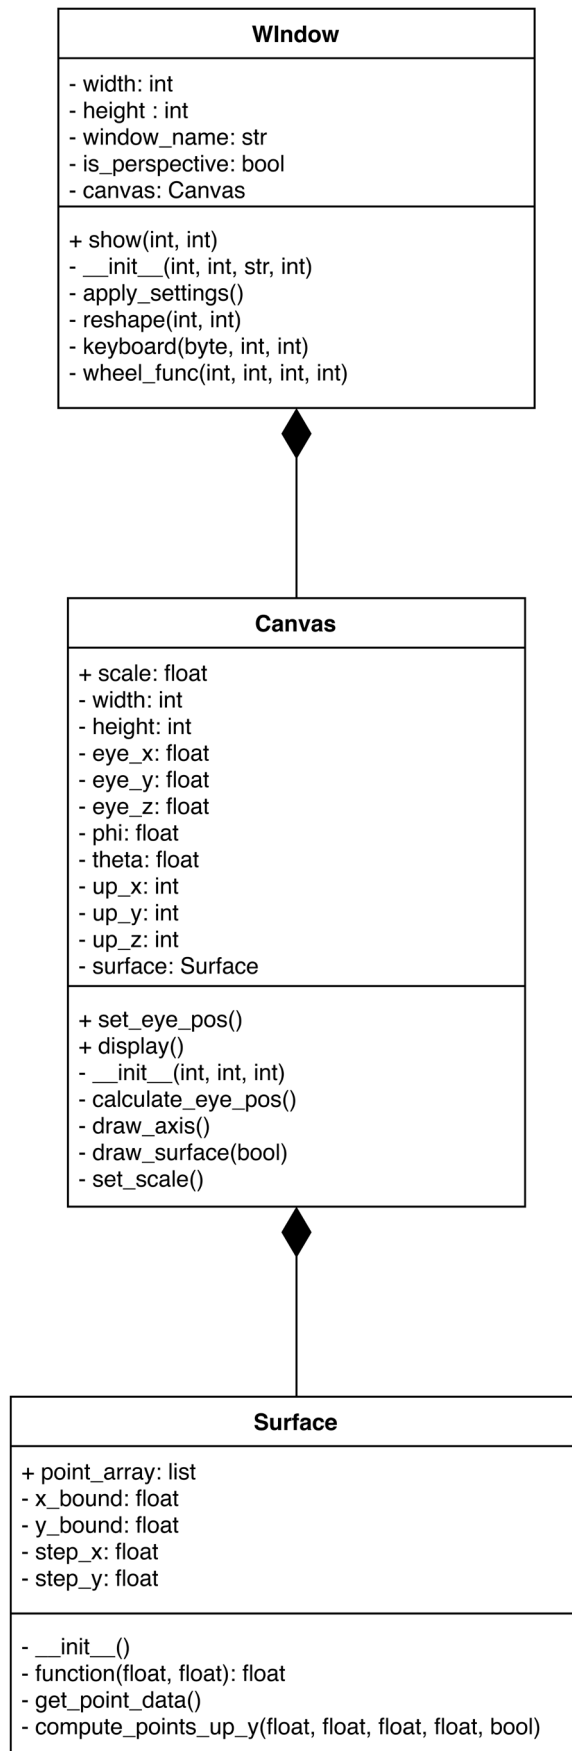 WIndow
- width: int
- height : int
- window_name: str
- is_perspective: bool
- canvas: Canvas
+ show(int, int)
- __init__(int, int, str, int)
- apply_settings()
- reshape(int, int)
- keyboard(byte, int, int)
- wheel_func(int, int, int, int)
Canvas
+ scale: float
- width: int
- height: int
- eye_x: float
- eye_y: float
- eye_z: float
- phi: float
- theta: float
- up_x: int
- up_y: int
- up_z: int
- surface: Surface
+ set_eye_pos()
+ display()
- __init__(int, int, int)
- calculate_eye_pos()
- draw_axis()
- draw_surface(bool)
- set_scale()
Surface
+ point_array: list
- x_bound: float
- y_bound: float
- step_x: float
- step_y: float
- __init__()
- function(float, float): float
- get_point_data()
- compute_points_up_y(float, float, float, float, bool)